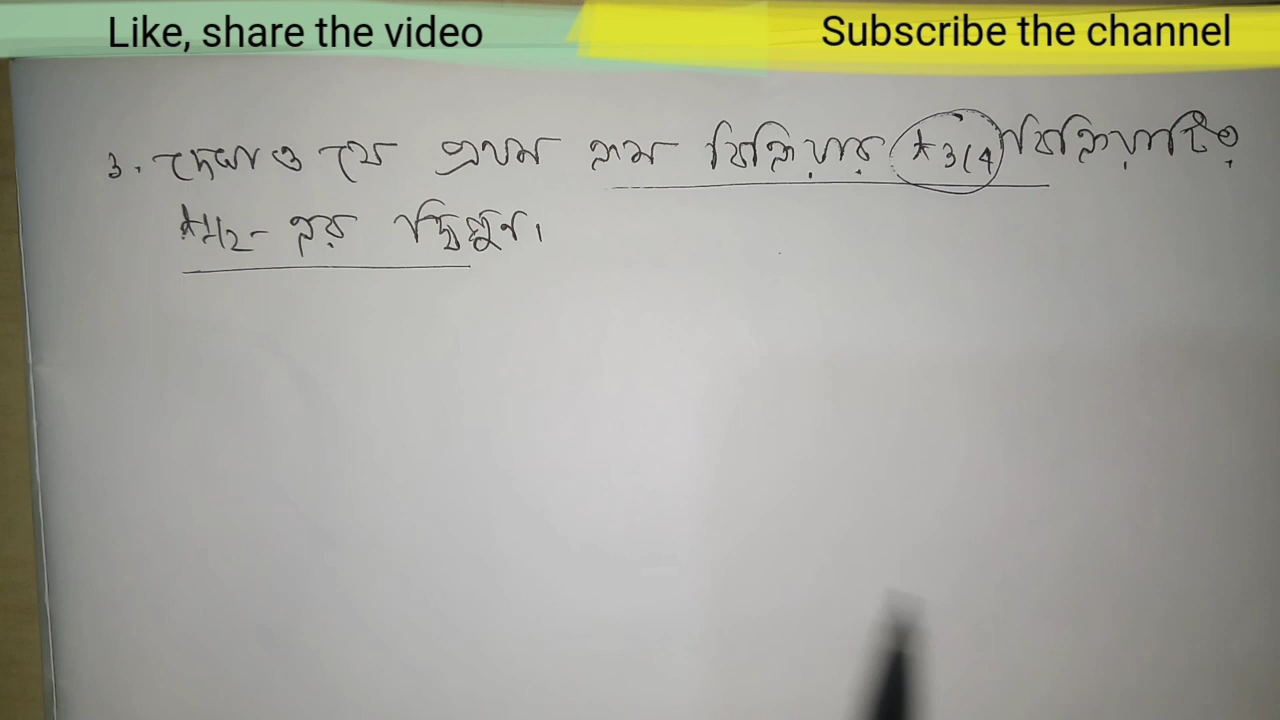 Like, share the video
Subscribe the channel
3. দেখাও যে প্রথম ক্রম বিক্রিয়ার t3/4 বিক্রিয়াটির
t1/2- এর দ্বিগুণ।